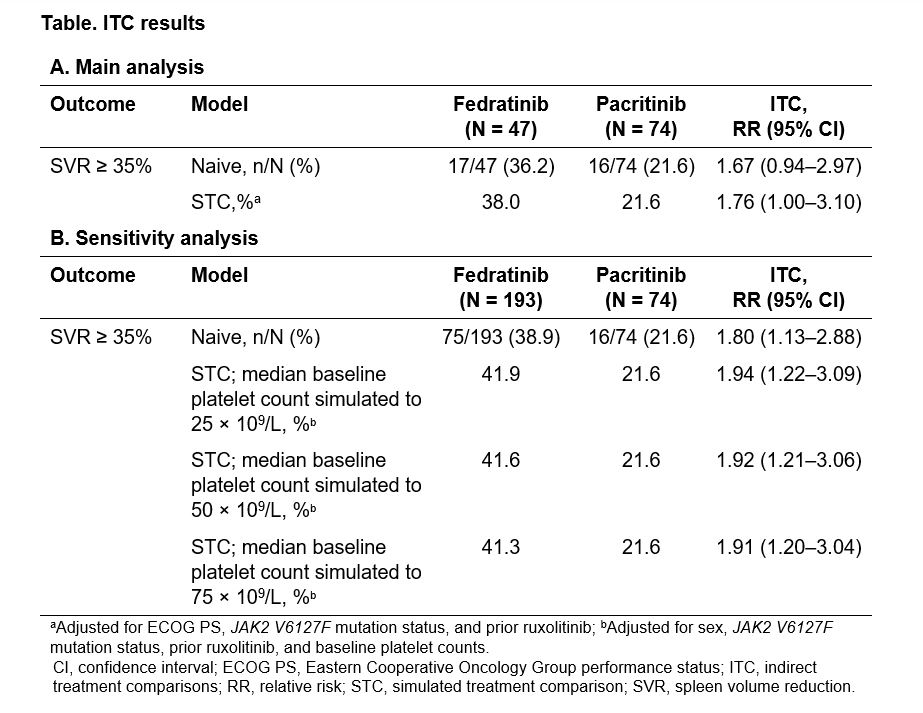 Table. ITC results
A. Main analysis
Outcome Model Fedratinib (N = 47) Pacritinib (N = 74) ITC, RR (95% CI)
SVR ≥ 35% Naive, n/N (%) 17/47 (36.2) 16/74 (21.6) 1.67 (0.94–2.97)
STC,%ᵃ 38.0 21.6 1.76 (1.00–3.10)
B. Sensitivity analysis
Outcome Model Fedratinib (N = 193) Pacritinib (N = 74) ITC, RR (95% CI)
SVR ≥ 35% Naive, n/N (%) 75/193 (38.9) 16/74 (21.6) 1.80 (1.13–2.88)
STC; median baseline 41.9 21.6 1.94 (1.22–3.09)
platelet count simulated to
25 × 10⁹/L, %ᵇ
STC; median baseline 41.6 21.6 1.92 (1.21–3.06)
platelet count simulated to
50 × 10⁹/L, %ᵇ
STC; median baseline 41.3 21.6 1.91 (1.20–3.04)
platelet count simulated to
75 × 10⁹/L, %ᵇ
ᵃAdjusted for ECOG PS, JAK2 V6127F mutation status, and prior ruxolitinib; ᵇAdjusted for sex, JAK2 V6127F
mutation status, prior ruxolitinib, and baseline platelet counts.
CI, confidence interval; ECOG PS, Eastern Cooperative Oncology Group performance status; ITC, indirect
treatment comparisons; RR, relative risk; STC, simulated treatment comparison; SVR, spleen volume reduction.